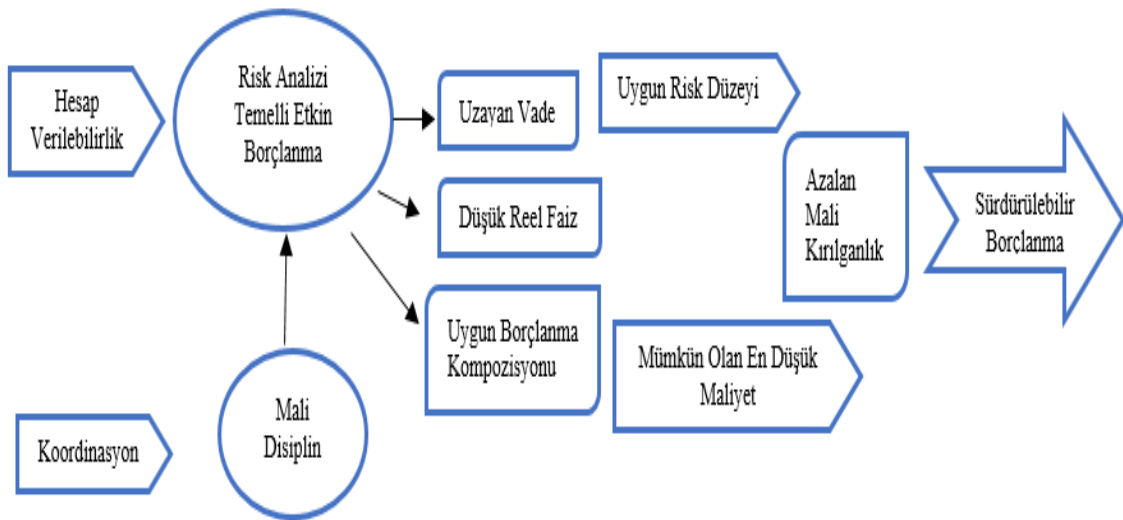 Hesap
Verilebilirlik
Risk Analizi
Temelli Etkin
Borçlanma
Uzayan Vade
Uygun Risk Düzeyi
Düşük Reel Faiz
Azalan
Mali
Kırılganlık
Sürdürülebilir
Borçlanma
Uygun Borçlanma
Kompozisyonu
Mümkün Olan En Düşük
Maliyet
Mali
Disiplin
Koordinasyon